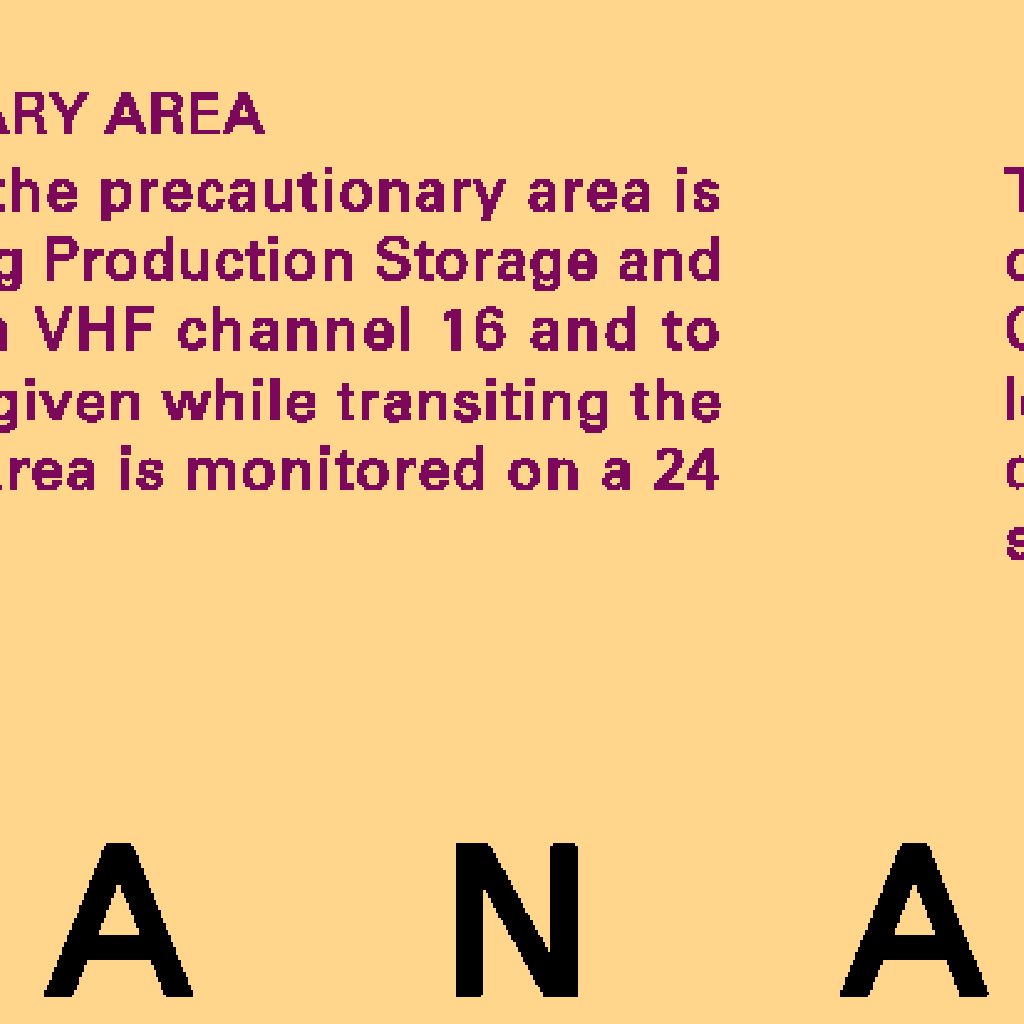 ARY AREA
the precautionary area is
g Production Storage and
VHF channel 16 and to
given while transiting the
area is monitored on a 24
A N A